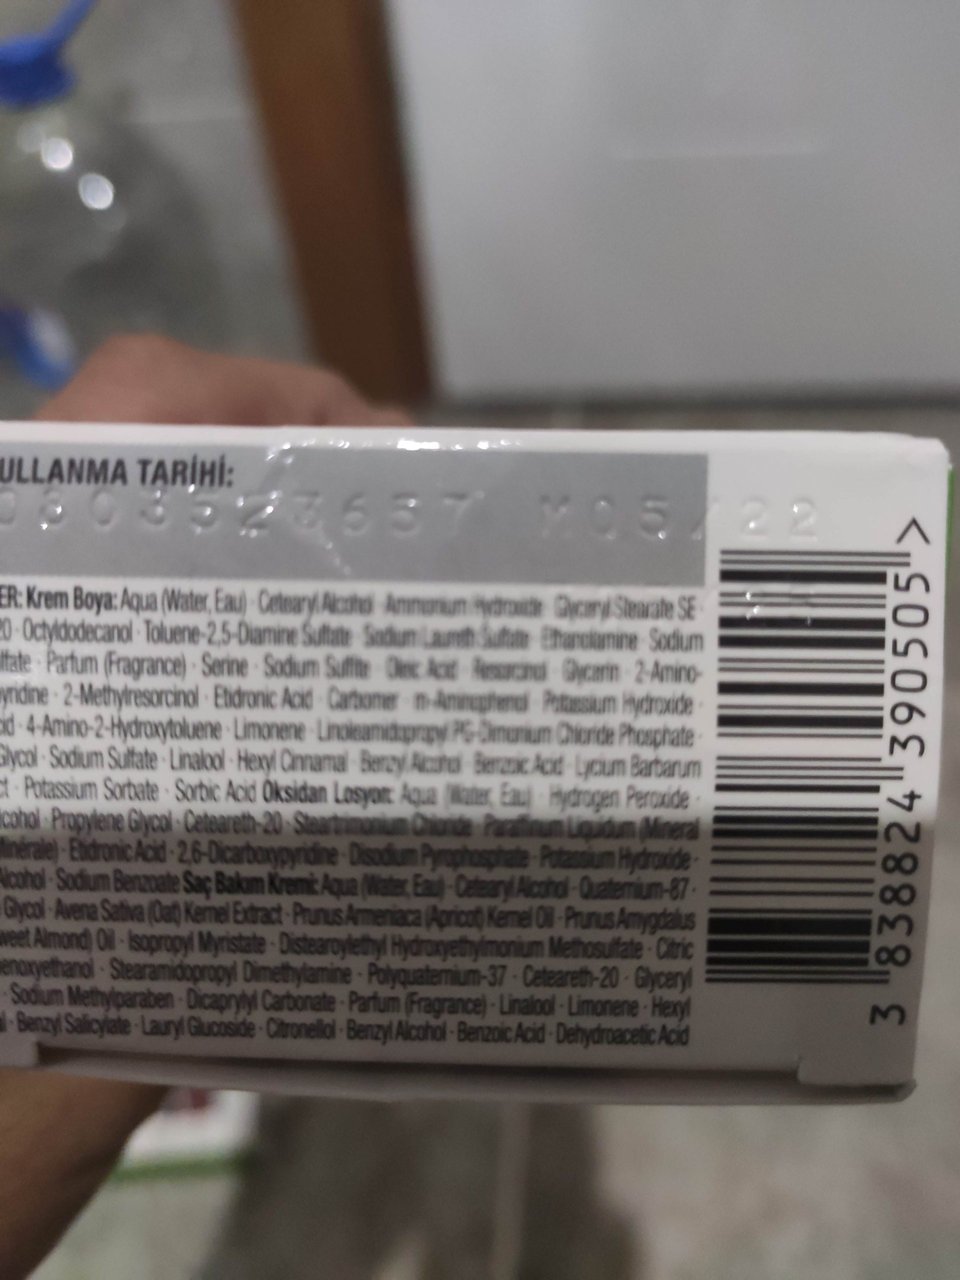 ULLANMA TARİHİ:
0803523657 M05/22
ER: Krem Boya: Aqua (Water, Eau) · Cetearyl Alcohol · Ammonium Hydroxide · Glyceryl Stearate SE ·
20 · Octyldodecanol · Toluene-2,5-Diamine Sulfate · Sodium Laureth Sulfate · Ethanolamine · Sodium
lfate · Parfum (Fragrance) · Serine · Sodium Sulfite · Oleic Acid · Resorcinol · Glycerin · 2-Amino-
yridine · 2-Methylresorcinol · Etidronic Acid · Carbomer · m-Aminophenol · Potassium Hydroxide ·
cid · 4-Amino-2-Hydroxytoluene · Limonene · Linoleamidopropyl PG-Dimonium Chloride Phosphate ·
Glycol · Sodium Sulfate · Linalool · Hexyl Cinnamal · Benzyl Alcohol · Benzoic Acid · Lycium Barbarum
ct · Potassium Sorbate · Sorbic Acid Oksidan Losyon: Aqua (Water, Eau) · Hydrogen Peroxide ·
lcohol · Propylene Glycol · Ceteareth-20 · Steartrimonium Chloride · Paraffinum Liquidum (Mineral
Minérale) · Etidronic Acid · 2,6-Dicarboxypyridine · Disodium Pyrophosphate · Potassium Hydroxide ·
Alcohol · Sodium Benzoate Saç Bakım Kremi: Aqua (Water, Eau) · Cetearyl Alcohol · Quaternium-87 ·
Glycol · Avena Sativa (Oat) Kernel Extract · Prunus Armeniaca (Apricot) Kernel Oil · Prunus Amygdalus
weet Almond) Oil · Isopropyl Myristate · Distearoylethyl Hydroxyethylmonium Methosulfate · Citric
enoxyethanol · Stearamidopropyl Dimethylamine · Polyquaternium-37 · Ceteareth-20 · Glyceryl
· Sodium Methylparaben · Dicaprylyl Carbonate · Parfum (Fragrance) · Linalool · Limonene · Hexyl
al · Benzyl Salicylate · Lauryl Glucoside · Citronellol · Benzyl Alcohol · Benzoic Acid · Dehydroacetic Acid
3 838824 390505 >